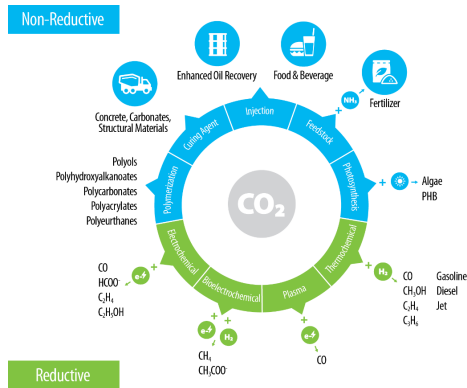 Non-Reductive
Enhanced Oil Recovery
Food & Beverage
Fertilizer
Concrete, Carbonates,
Structural Materials
NH₃
+
Injection
Curing Agent
Feedstock
Polymerization
Photosynthesis
Polyols
Polyhydroxyalkanoates
Polycarbonates
Polyacrylates
Polyeurthanes
+
Algae
PHB
CO₂
Electrochemical
Bioelectrochemical
Plasma
Thermochemical
e-
+
CO
HCOO⁻
C₂H₄
C₂H₅OH
+ +
e- H₂
CH₄
CH₃COO⁻
+
e-
CO
+
H₂
CO Gasoline
CH₃OH Diesel
C₂H₄ Jet
C₃H₆
Reductive